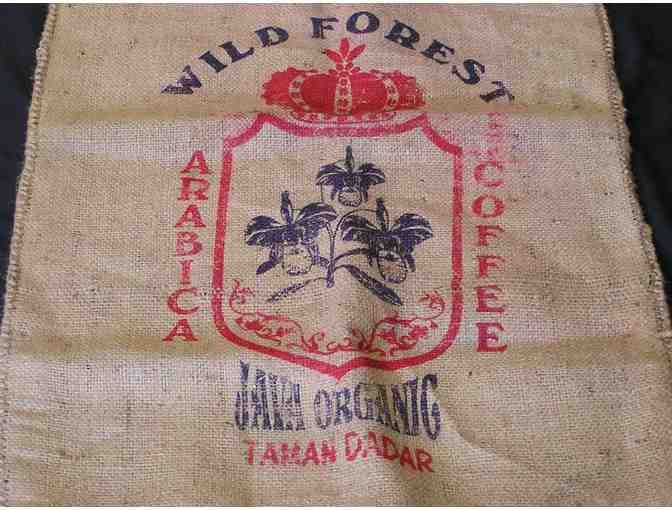 WILD FOREST
ARABICA
COFFEE
JAVA ORGANIC
TAMAN DADAR